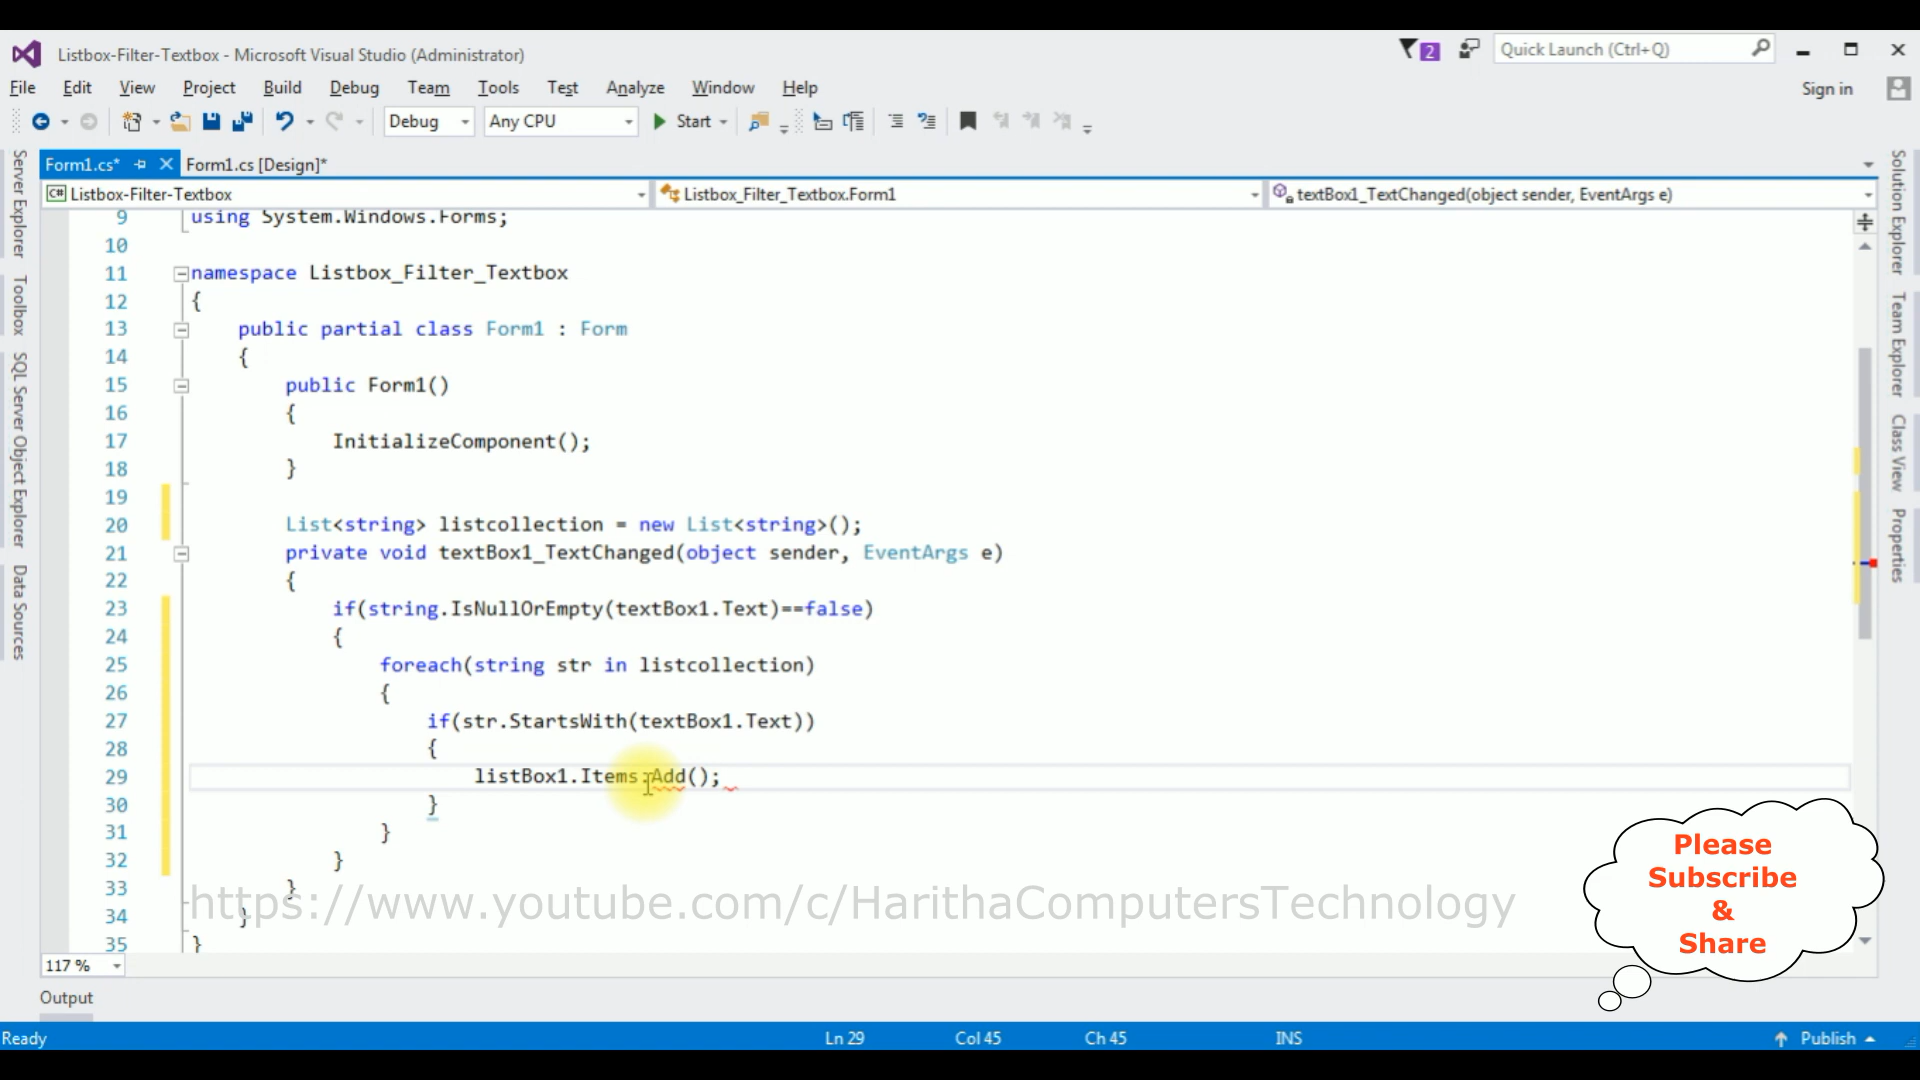 Listbox-Filter-Textbox - Microsoft Visual Studio (Administrator)
2
Quick Launch (Ctrl+Q)
File Edit View Project Build Debug Team Tools Test Analyze Window Help
Sign in
Debug Any CPU Start
Form1.cs* Form1.cs [Design]*
C# Listbox-Filter-Textbox Listbox_Filter_Textbox.Form1 textBox1_TextChanged(object sender, EventArgs e)
Server Explorer
Toolbox
SQL Server Object Explorer
Data Sources
9 using System.Windows.Forms;
10
11 namespace Listbox_Filter_Textbox
12 {
13 public partial class Form1 : Form
14 {
15 public Form1()
16 {
17 InitializeComponent();
18 }
19
20 List<string> listcollection = new List<string>();
21 private void textBox1_TextChanged(object sender, EventArgs e)
22 {
23 if(string.IsNullOrEmpty(textBox1.Text)==false)
24 {
25 foreach(string str in listcollection)
26 {
27 if(str.StartsWith(textBox1.Text))
28 {
29 listBox1.Items.Add();
30 }
31 }
32 }
33 }
34 }
35 }
https://www.youtube.com/c/HarithaComputersTechnology
Solution Explorer
Team Explorer
Class View
Properties
Please
Subscribe
&
Share
117 %
Output
Ready Ln 29 Col 45 Ch 45 INS Publish